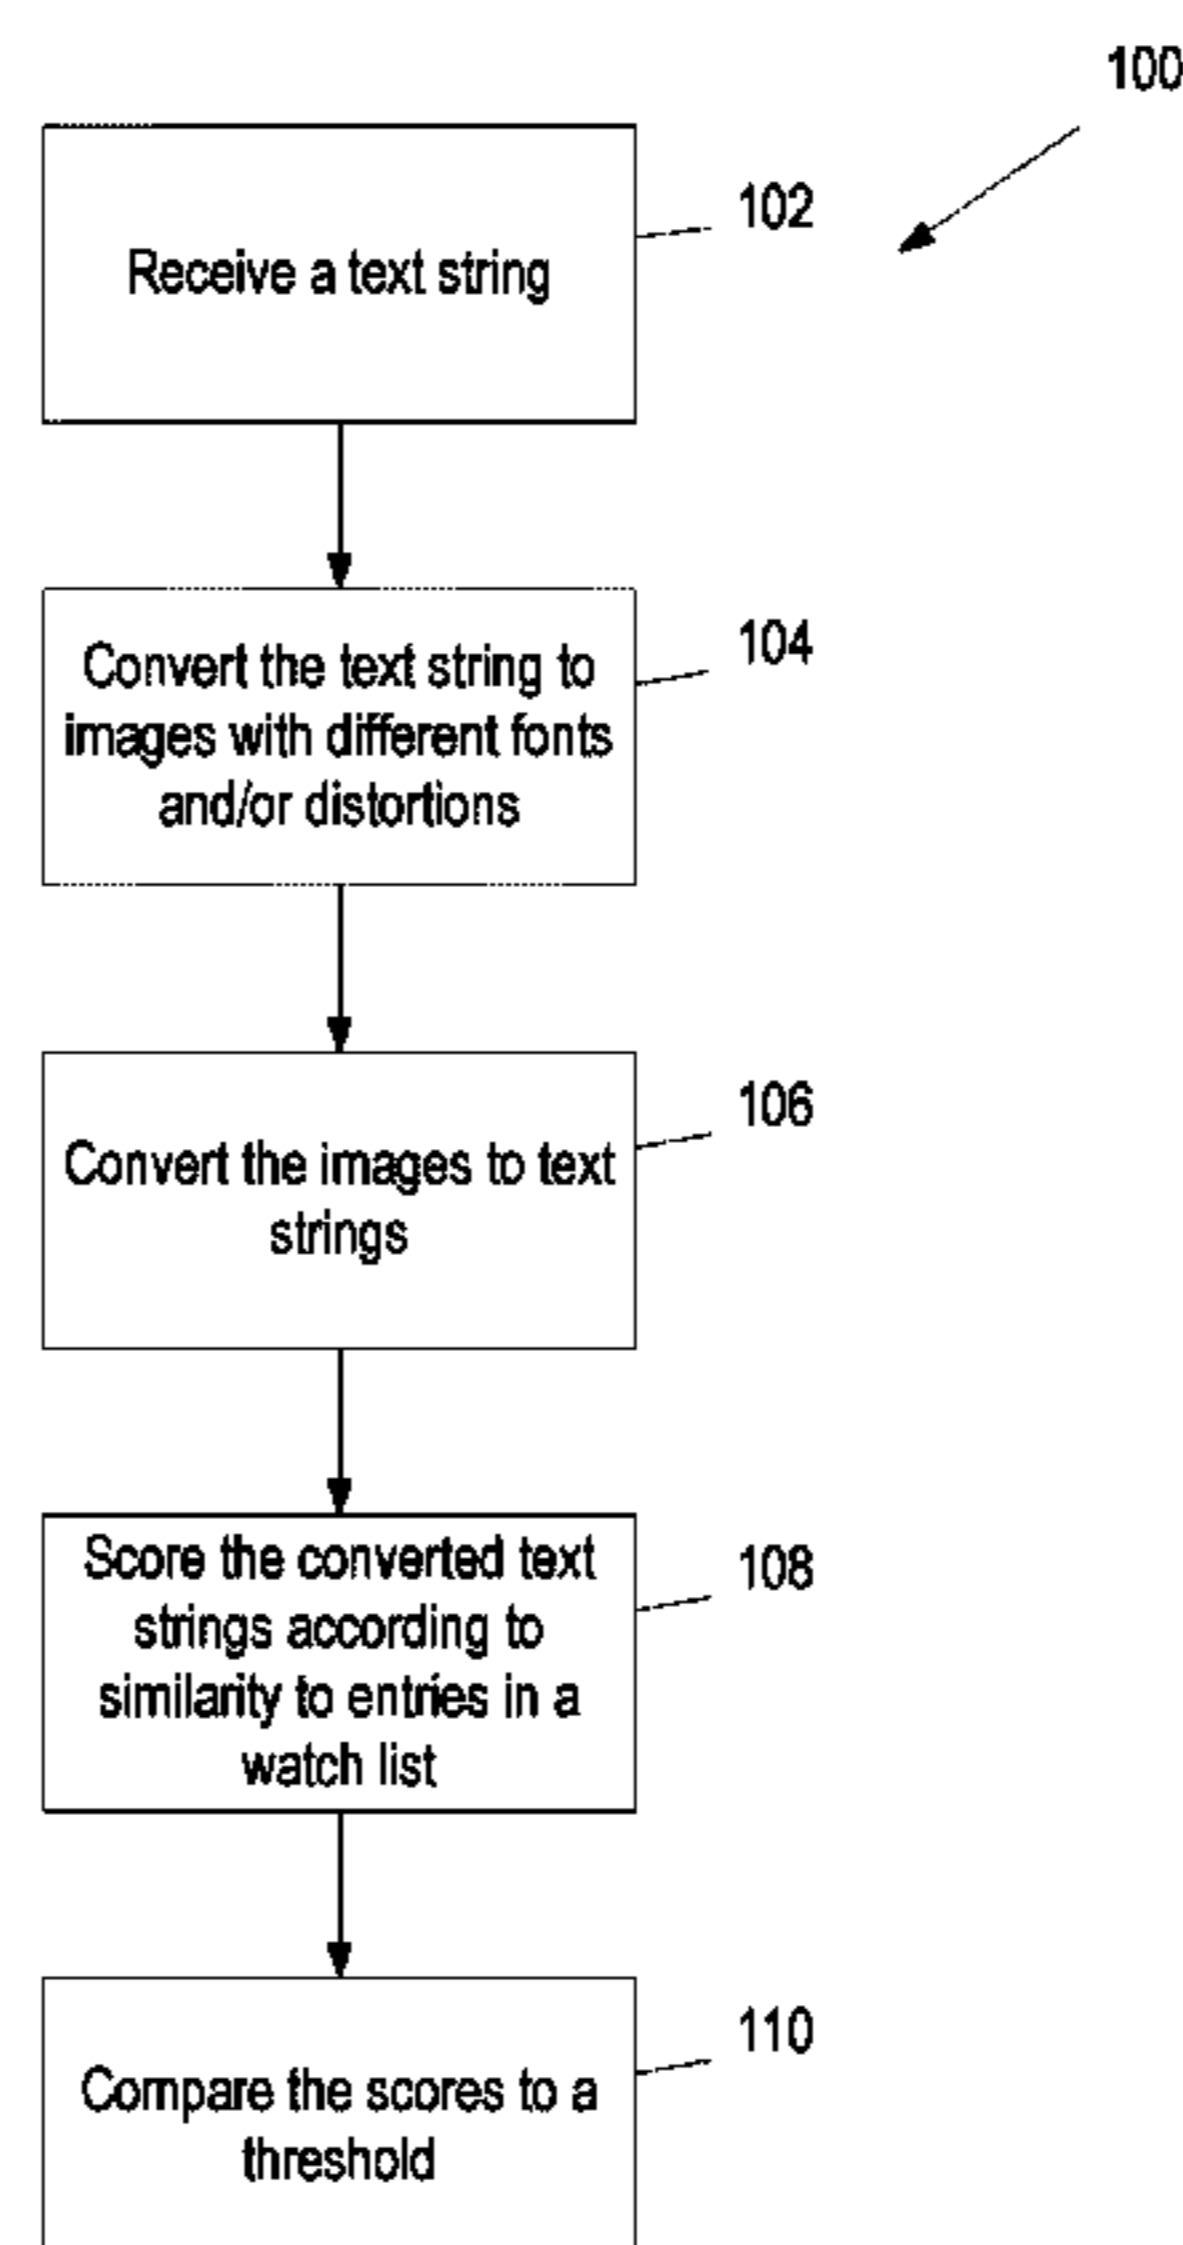 100
102
Receive a text string
104
Convert the text string to
images with different fonts
and/or distortions
106
Convert the images to text
strings
108
Score the converted text
strings according to
similarity to entries in a
watch list
110
Compare the scores to a
threshold